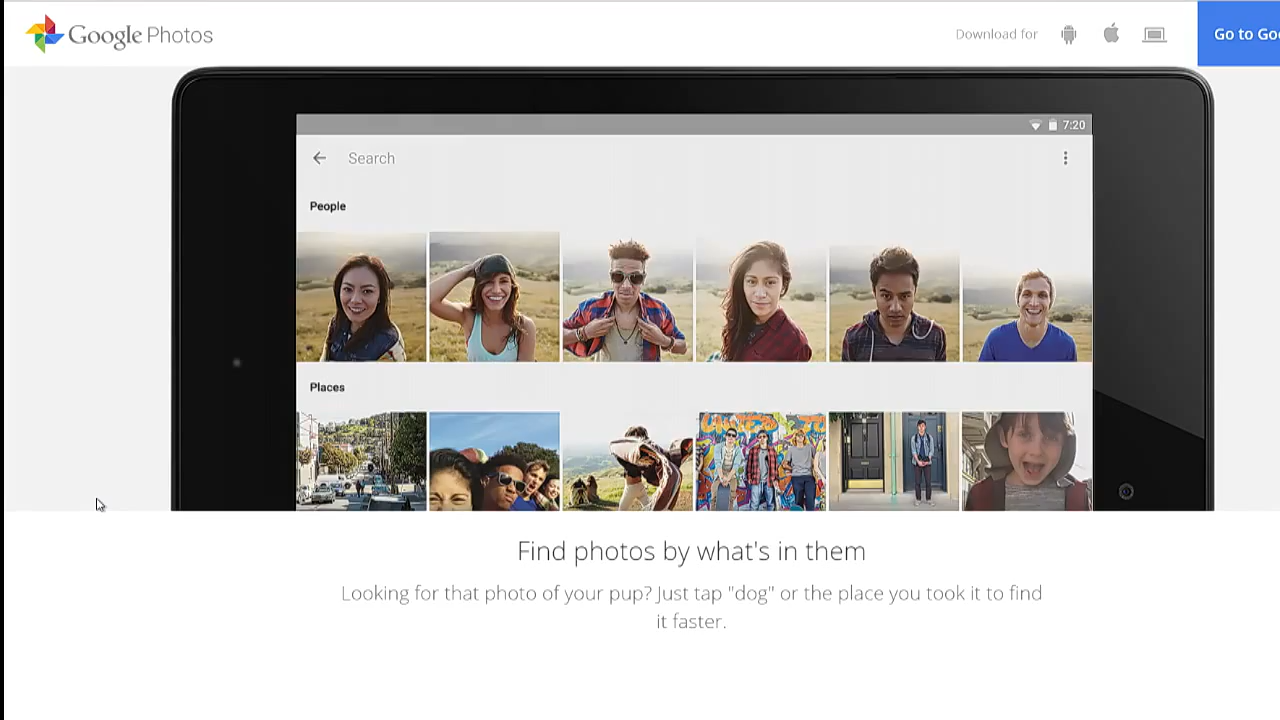 Google Photos
Download for
Go to Goo
7:20
Search
People
Places
Find photos by what's in them
Looking for that photo of your pup? Just tap "dog" or the place you took it to find
it faster.